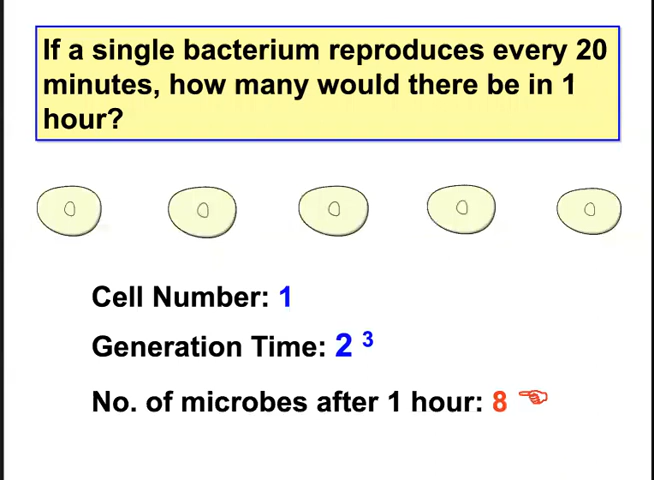 If a single bacterium reproduces every 20
minutes, how many would there be in 1
hour?
Cell Number: 1
Generation Time: 2 ³
No. of microbes after 1 hour: 8